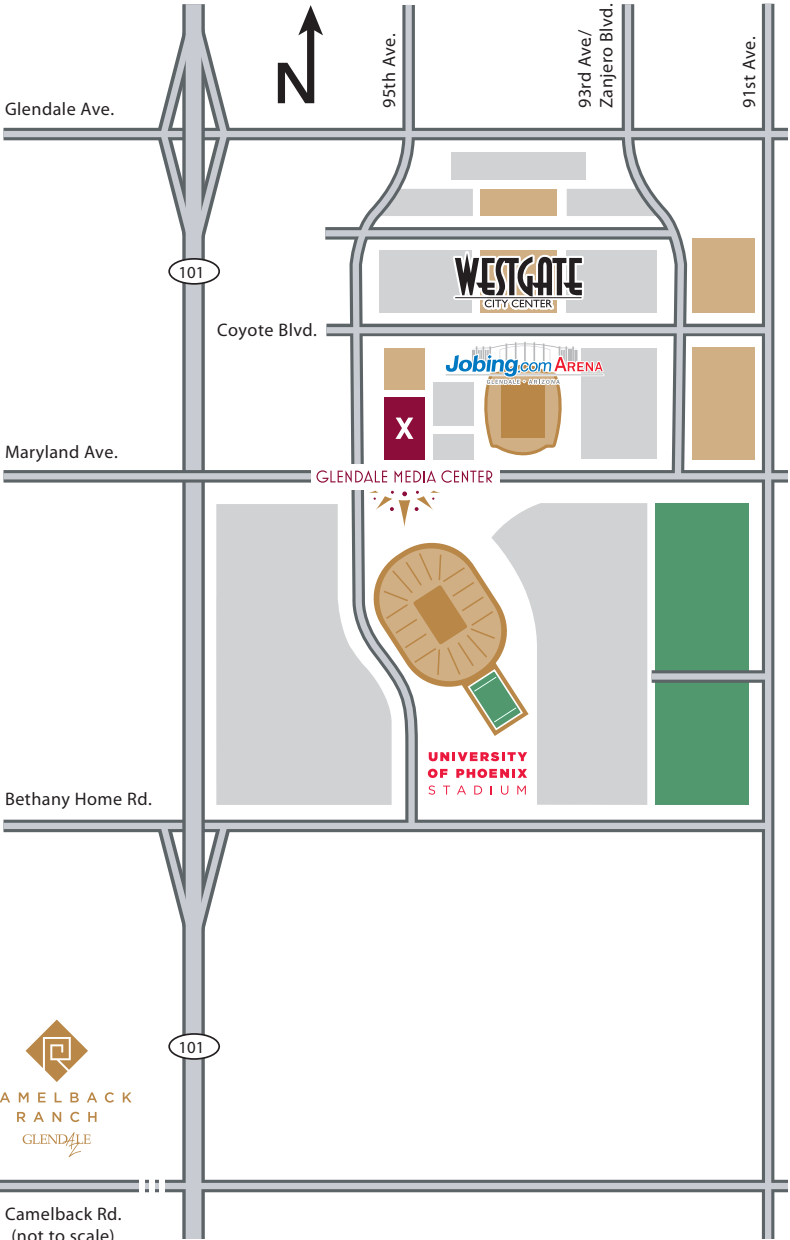 N
95th Ave.
93rd Ave/
Zanjero Blvd.
91st Ave.
Glendale Ave.
101
WESTGATE
CITY CENTER
Coyote Blvd.
Jobing.com ARENA
GLENDALE • ARIZONA
X
Maryland Ave.
GLENDALE MEDIA CENTER
UNIVERSITY
OF PHOENIX
STADIUM
Bethany Home Rd.
101
AMELBACK
RANCH
GLENDALE
AZ
Camelback Rd.
(not to scale)